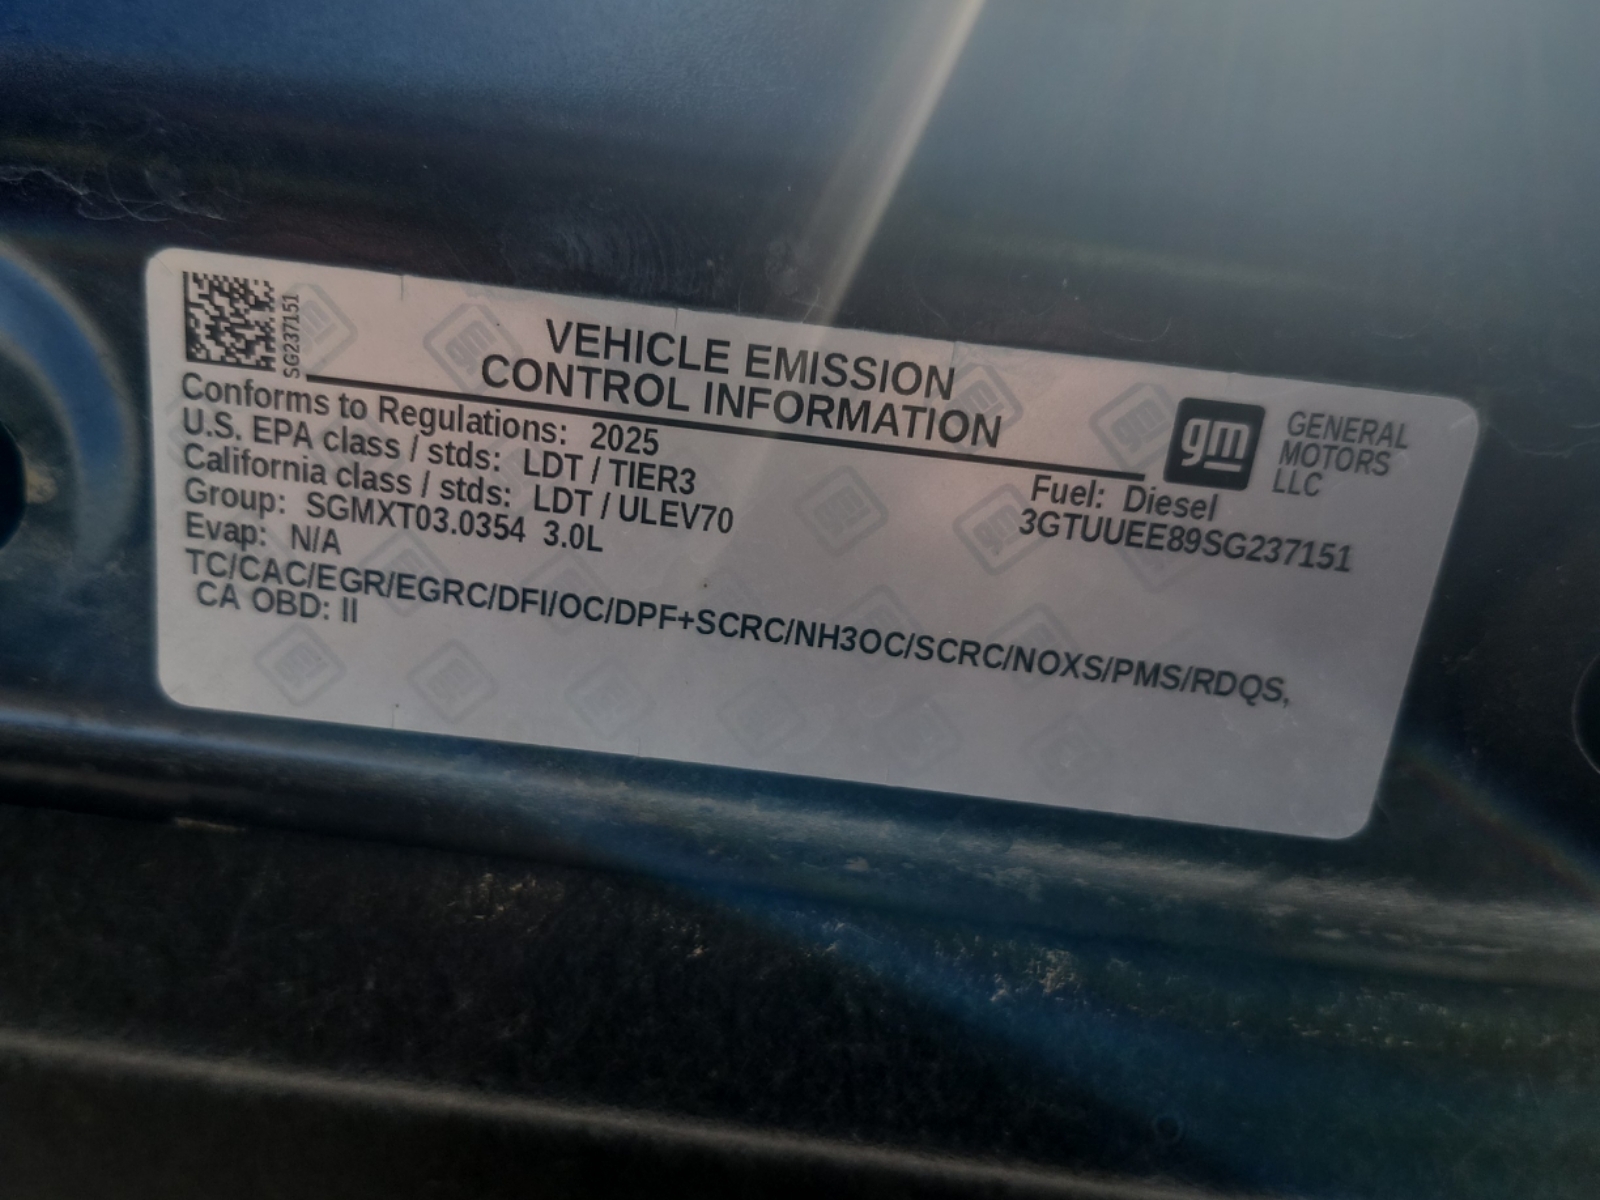 SG237151
VEHICLE EMISSION
CONTROL INFORMATION
gm
GENERAL
MOTORS
LLC
Conforms to Regulations: 2025
U.S. EPA class / stds: LDT / TIER3
California class / stds: LDT / ULEV70
Group: SGMXT03.0354 3.0L
Evap: N/A
Fuel: Diesel
3GTUUEE89SG237151
TC/CAC/EGR/EGRC/DFI/OC/DPF+SCRC/NH3OC/SCRC/NOXS/PMS/RDQS,
CA OBD: II